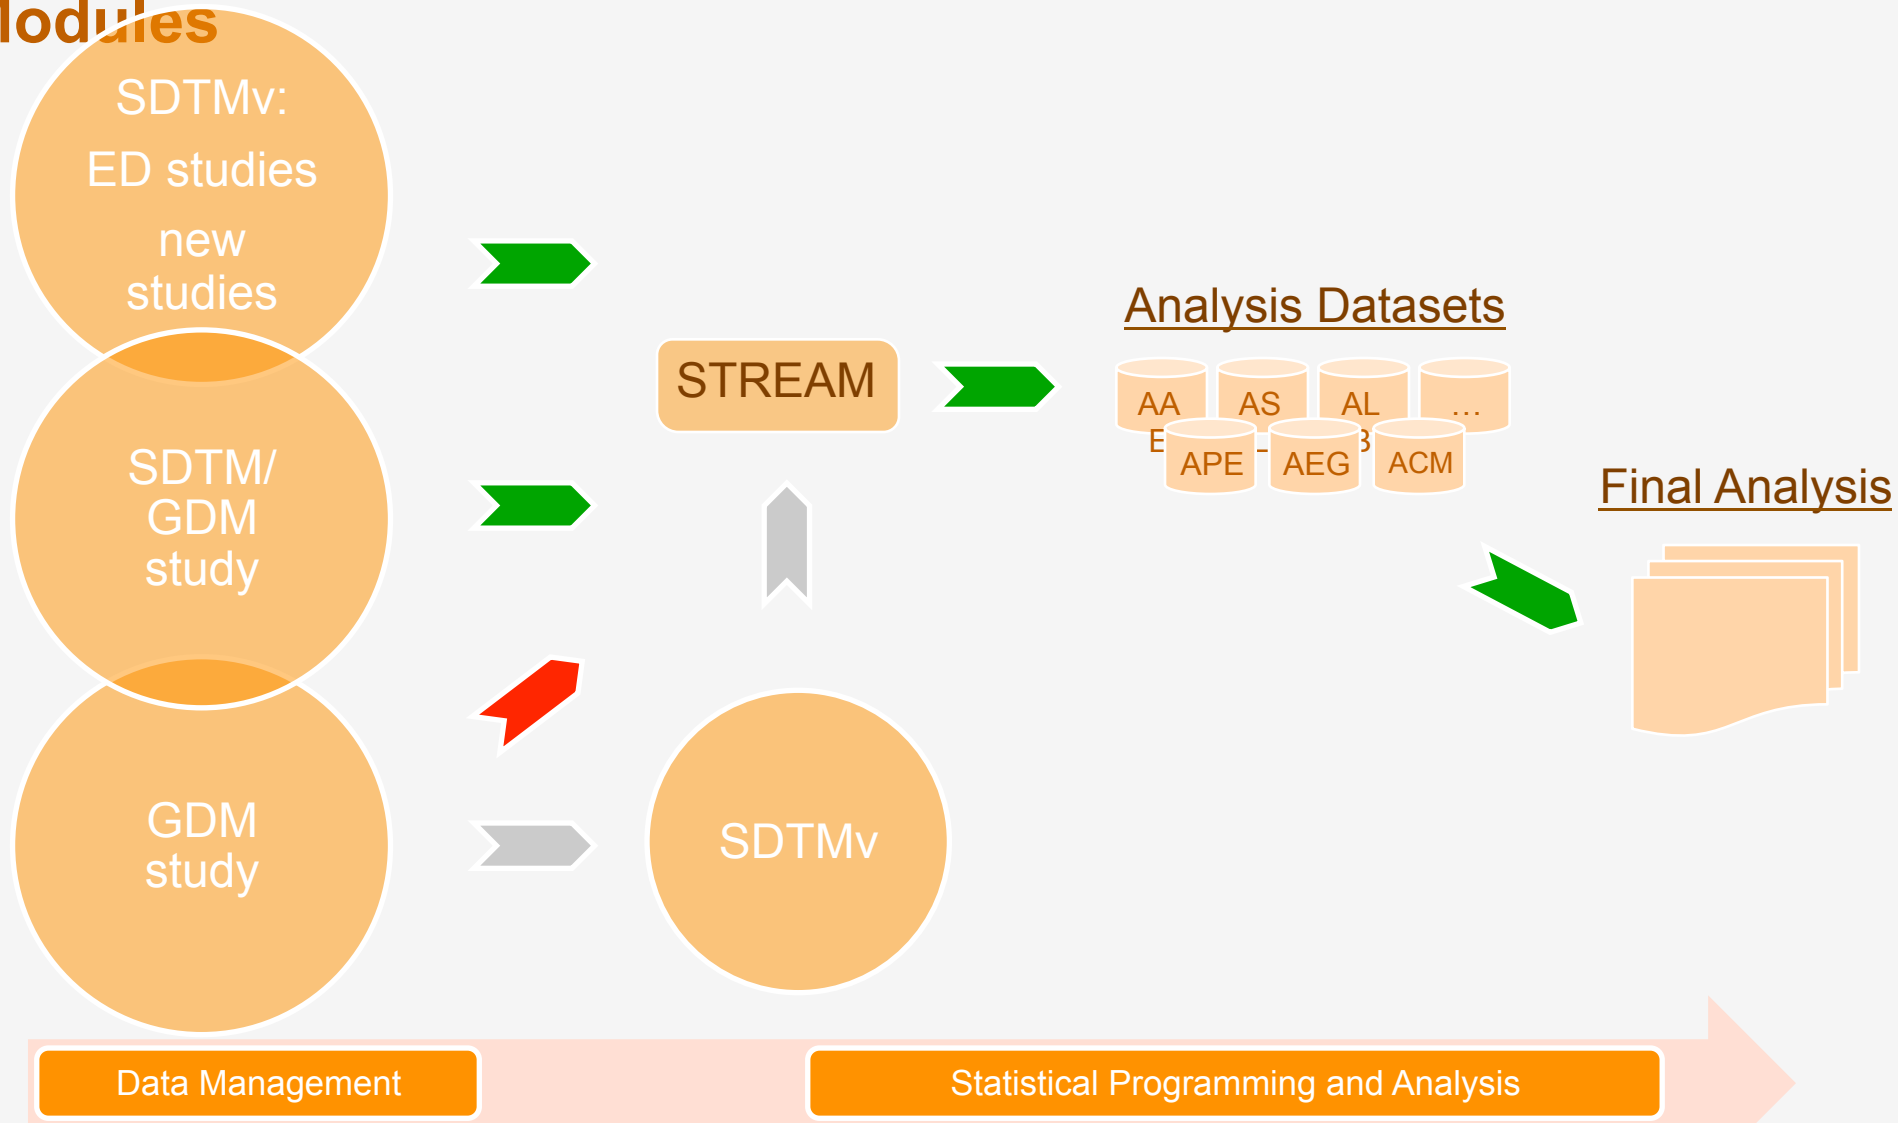 Modules
SDTMv:
ED studies
new
studies
SDTM/
GDM
study
GDM
study
STREAM
SDTMv
Analysis Datasets
AA
E
AS
L
AL
B
…
APE
AEG
ACM
Final Analysis
Data Management
Statistical Programming and Analysis